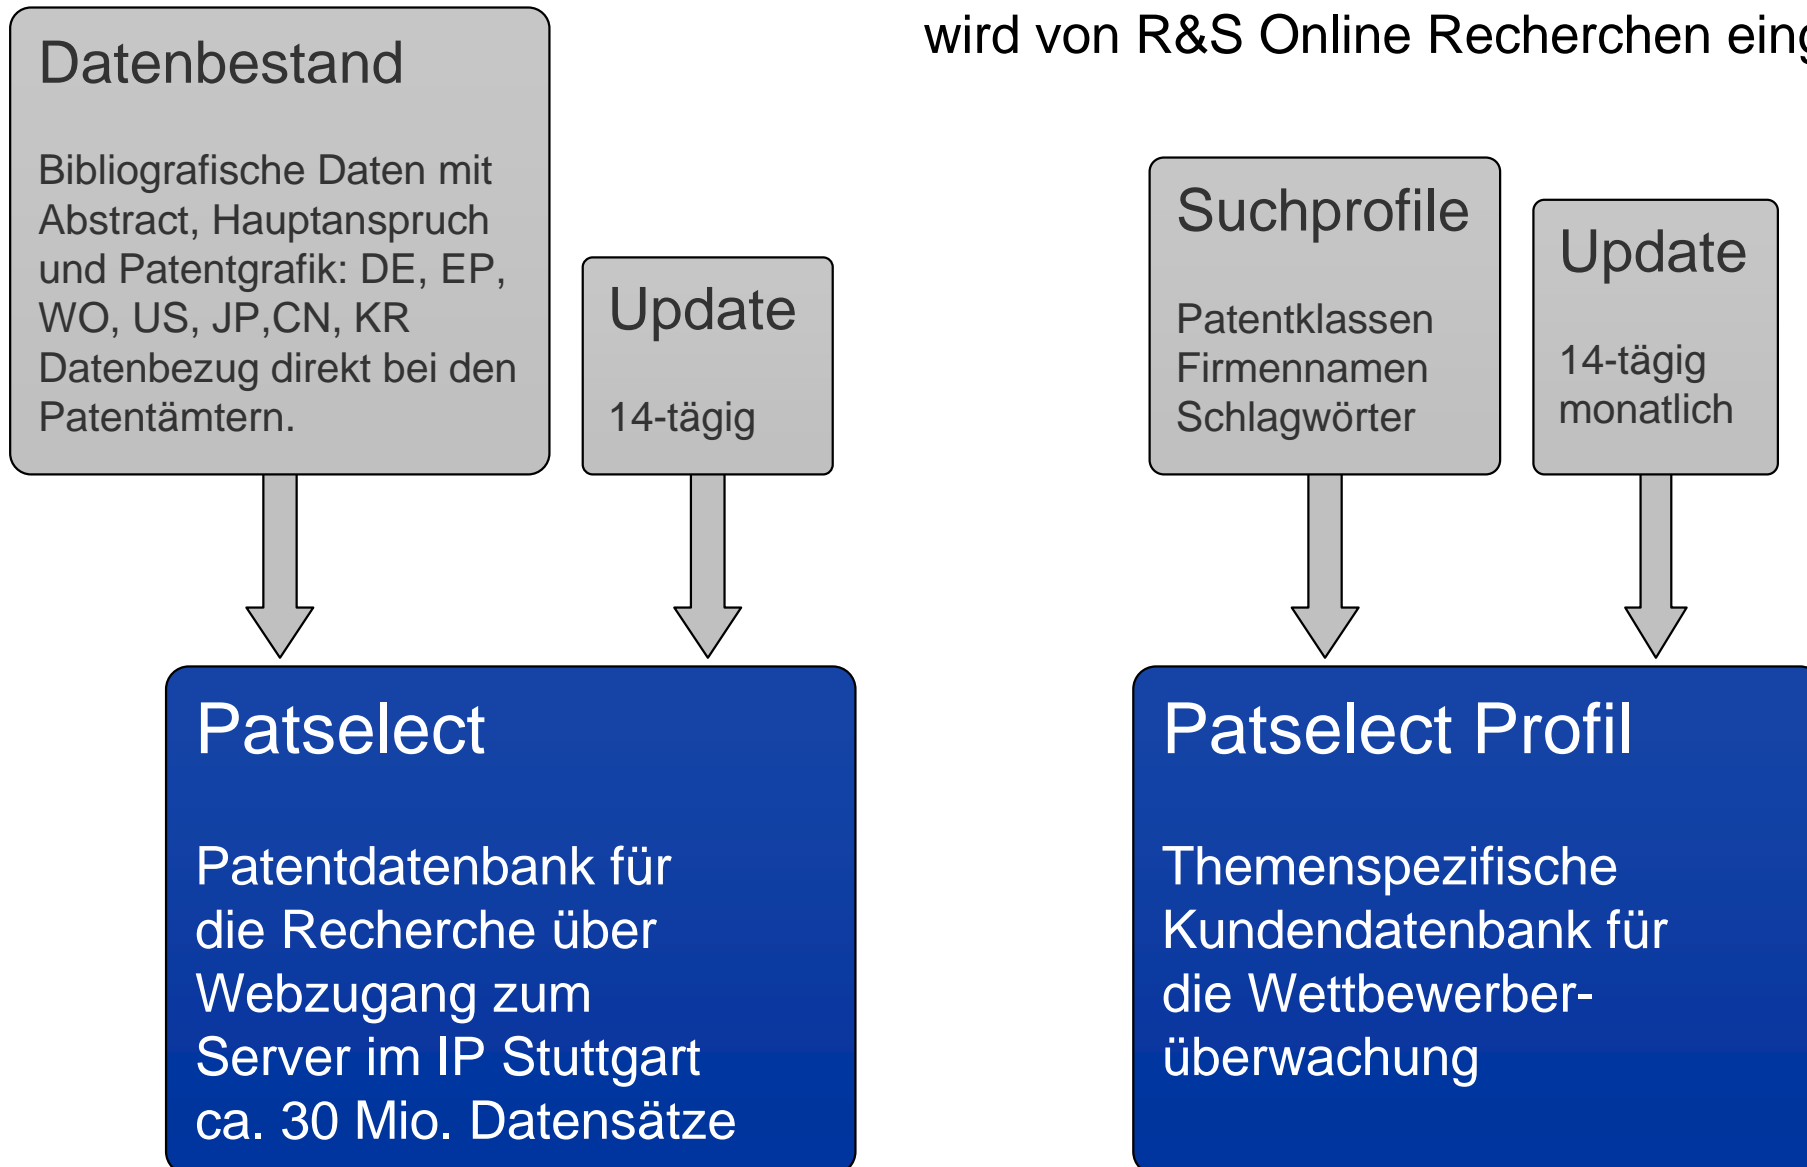 wird von R&S Online Recherchen
Datenbestand
Bibliografische Daten mit
Abstract, Hauptanspruch
und Patentgrafik: DE, EP,
WO, US, JP,CN, KR
Datenbezug direkt bei den
Patentämtern.
Update
14-tägig
Suchprofile
Patentklassen
Firmennamen
Schlagwörter
Update
14-tägig
monatlich
Patselect
Patentdatenbank für
die Recherche über
Webzugang zum
Server im IP Stuttgart
ca. 30 Mio. Datensätze
Patselect Profil
Themenspezifische
Kundendatenbank für
die Wettbewerber-
überwachung